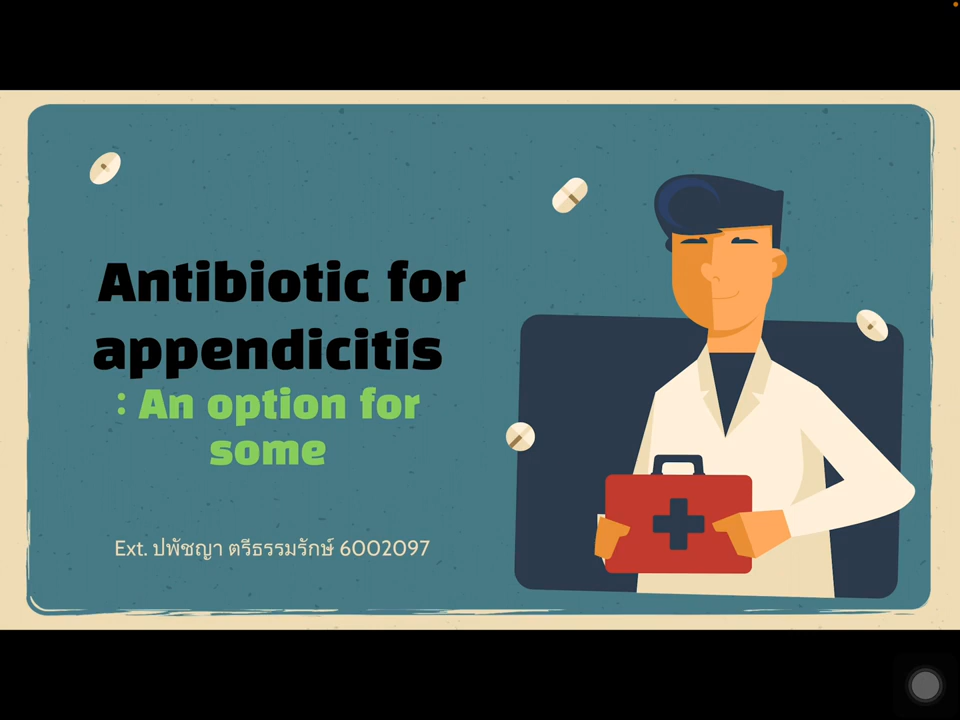 Antibiotic for
appendicitis
: An option for
some
Ext. ปพัชญา ตรีธรรมรักษ์ 6002097